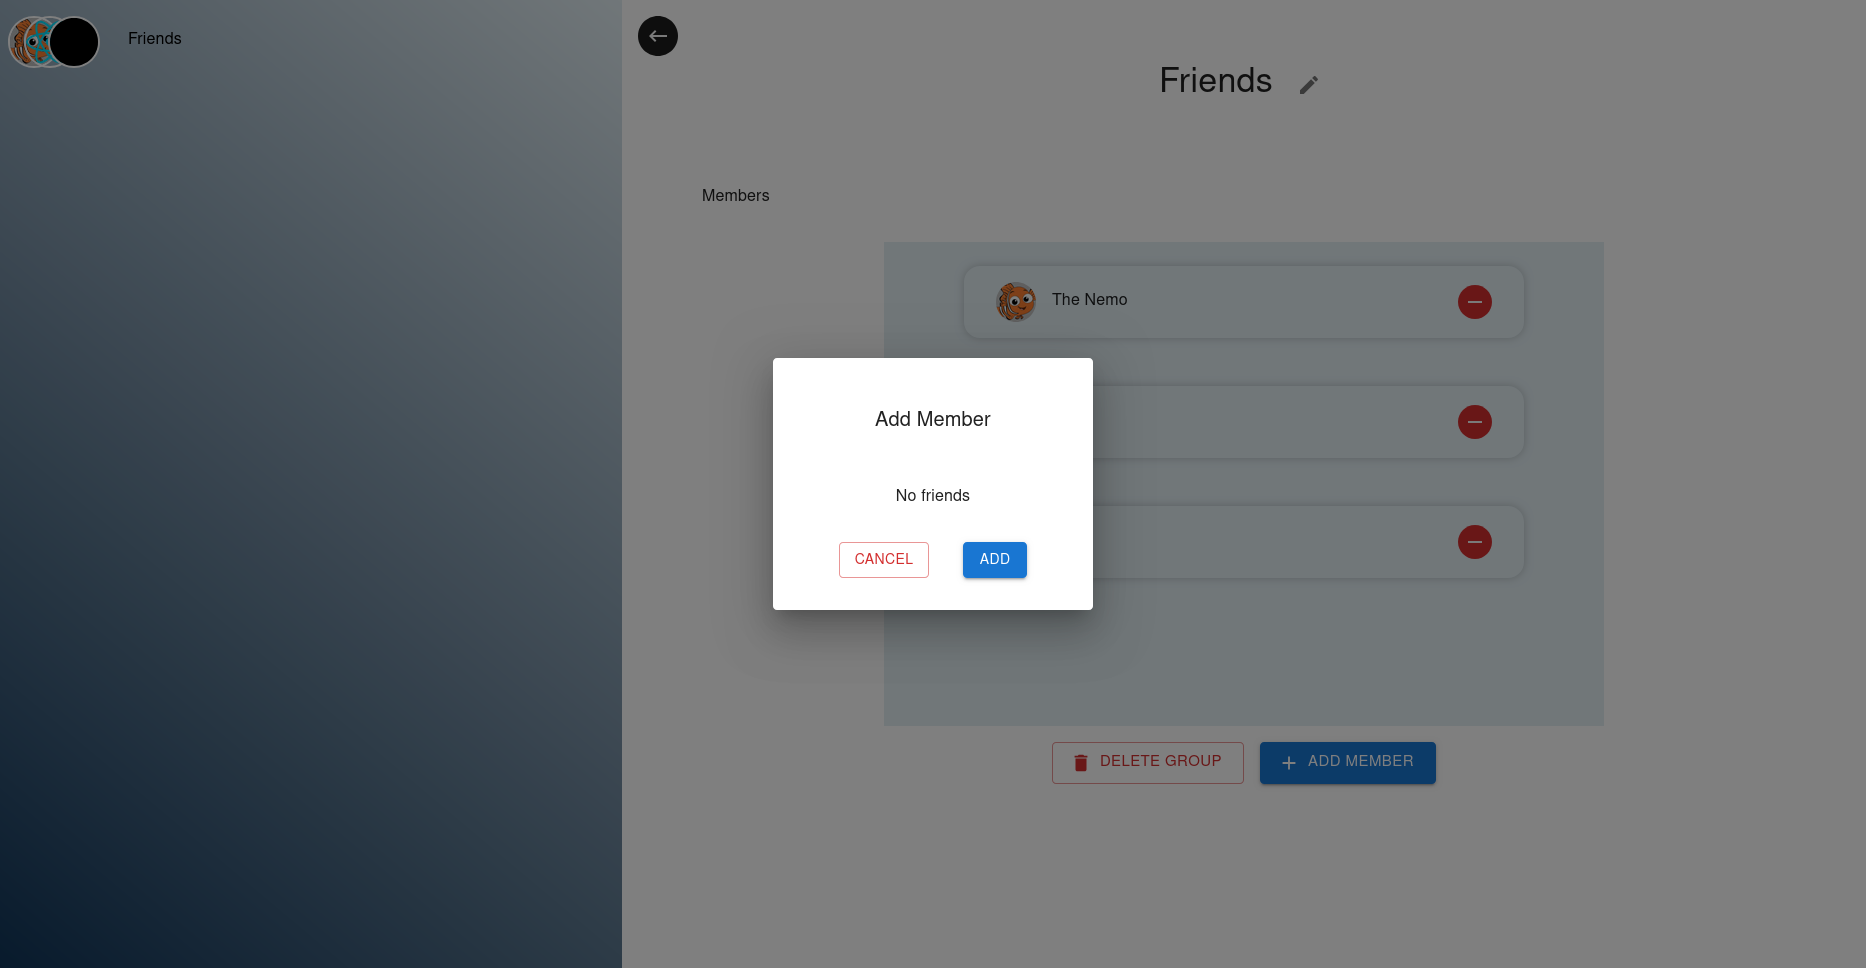 Friends
Friends
Members
The Nemo
Add Member
No friends
CANCEL
ADD
DELETE GROUP
ADD MEMBER